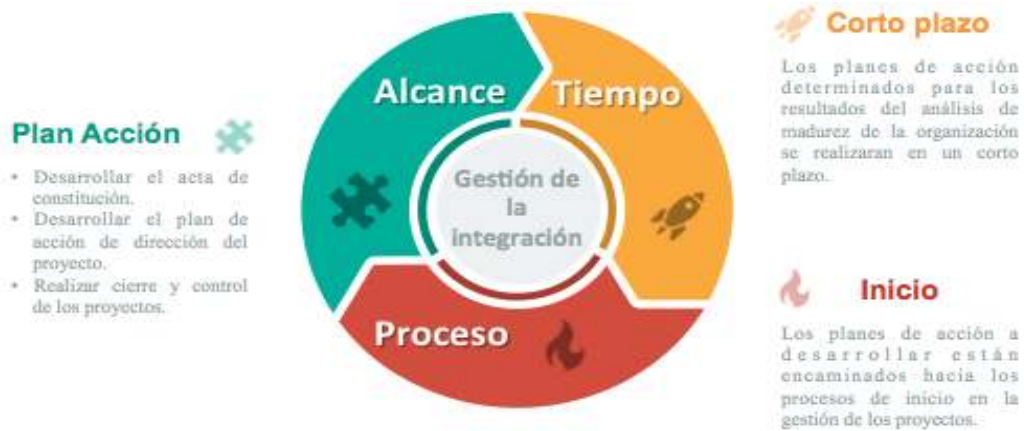 Plan Acción
• Desarrollar el acta de
constitución.
• Desarrollar el plan de
acción de dirección del
proyecto.
• Realizar cierre y control
de los proyectos.
Alcance
Tiempo
Gestión de
la
integración
Proceso
Corto plazo
Los planes de acción
determinados para los
resultados del análisis de
madurez de la organización
se realizaran en un corto
plazo.
Inicio
Los planes de acción a
desarrollar están
encaminados hacia los
procesos de inicio en la
gestión de los proyectos.